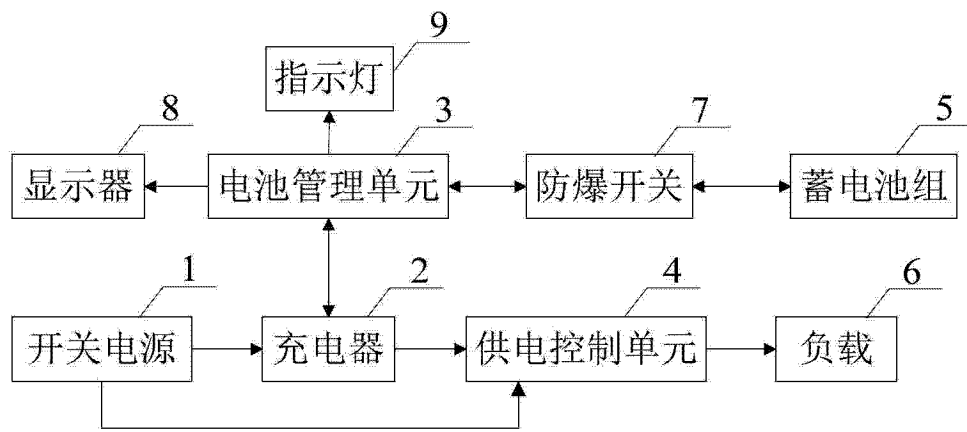 9
指示灯
8 3 7 5
显示器 电池管理单元 防爆开关 蓄电池组
1 2 4 6
开关电源 充电器 供电控制单元 负载